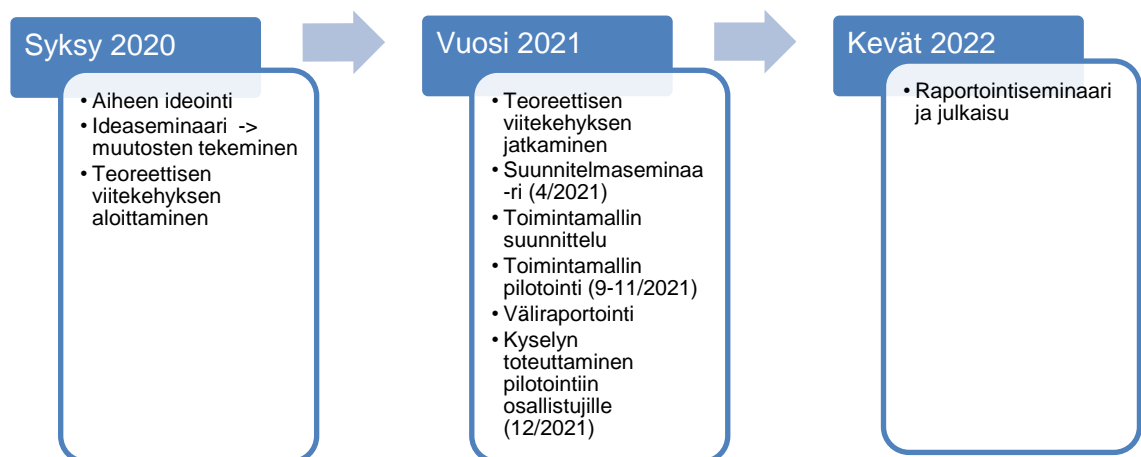 Syksy 2020
• Aiheen ideointi
• Ideaseminaari -> 
muutosten tekeminen
• Teoreettisen
viitekehyksen
aloittaminen
Vuosi 2021
• Teoreettisen
viitekehyksen
jatkaminen
• Suunnitelmaseminaa
-ri (4/2021)
• Toimintamallin
suunnittelu
• Toimintamallin
pilotointi (9-11/2021)
• Väliraportointi
• Kyselyn
toteuttaminen
pilotointiin
osallistujille
(12/2021)
Kevät 2022
• Raportointiseminaari
ja julkaisu